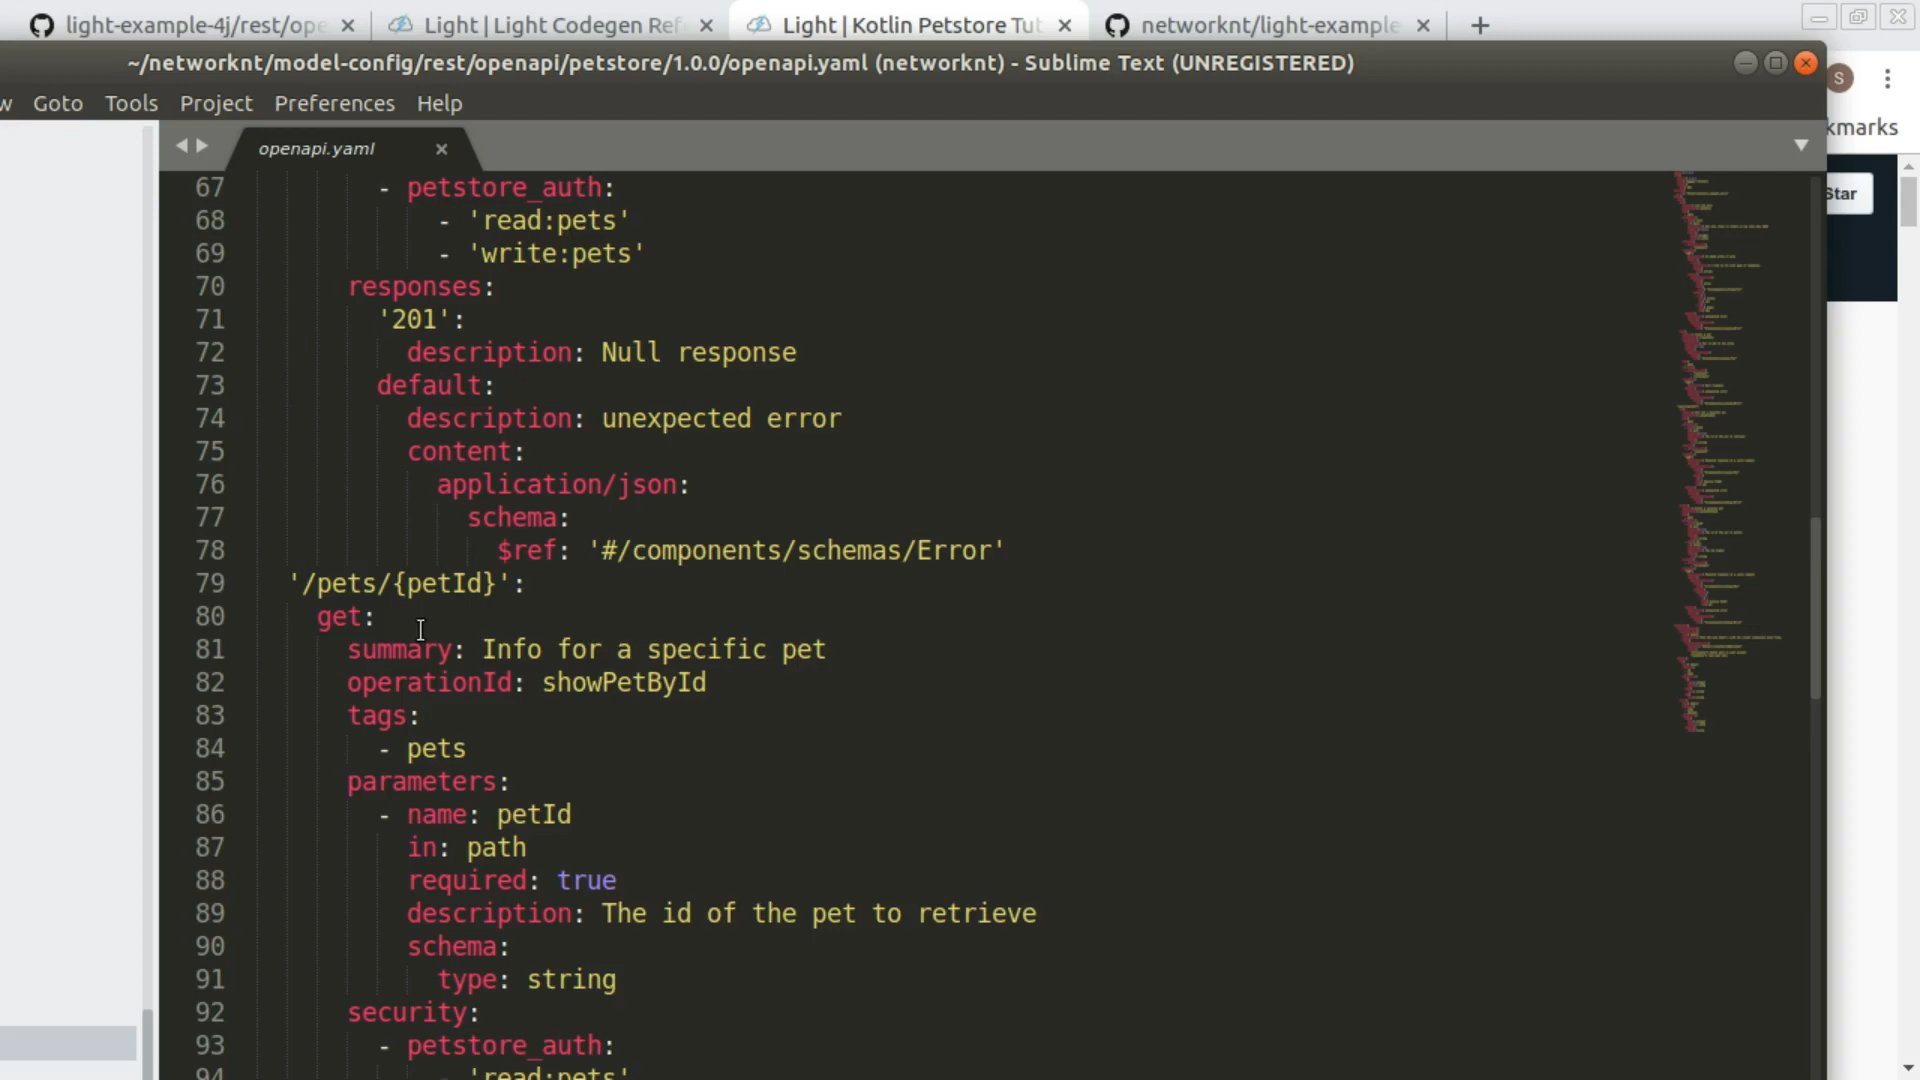 light-example-4j/rest/ope
Light | Light Codegen Ref
Light | Kotlin Petstore Tut
networknt/light-example
~/networknt/model-config/rest/openapi/petstore/1.0.0/openapi.yaml (networknt) - Sublime Text (UNREGISTERED)
S
w Goto Tools Project Preferences Help
kmarks
openapi.yaml
Star
67 - petstore_auth:
68 - 'read:pets'
69 - 'write:pets'
70 responses:
71 '201':
72 description: Null response
73 default:
74 description: unexpected error
75 content:
76 application/json:
77 schema:
78 $ref: '#/components/schemas/Error'
79 '/pets/{petId}':
80 get:
81 summary: Info for a specific pet
82 operationId: showPetById
83 tags:
84 - pets
85 parameters:
86 - name: petId
87 in: path
88 required: true
89 description: The id of the pet to retrieve
90 schema:
91 type: string
92 security:
93 - petstore_auth:
94 - 'read:pets'